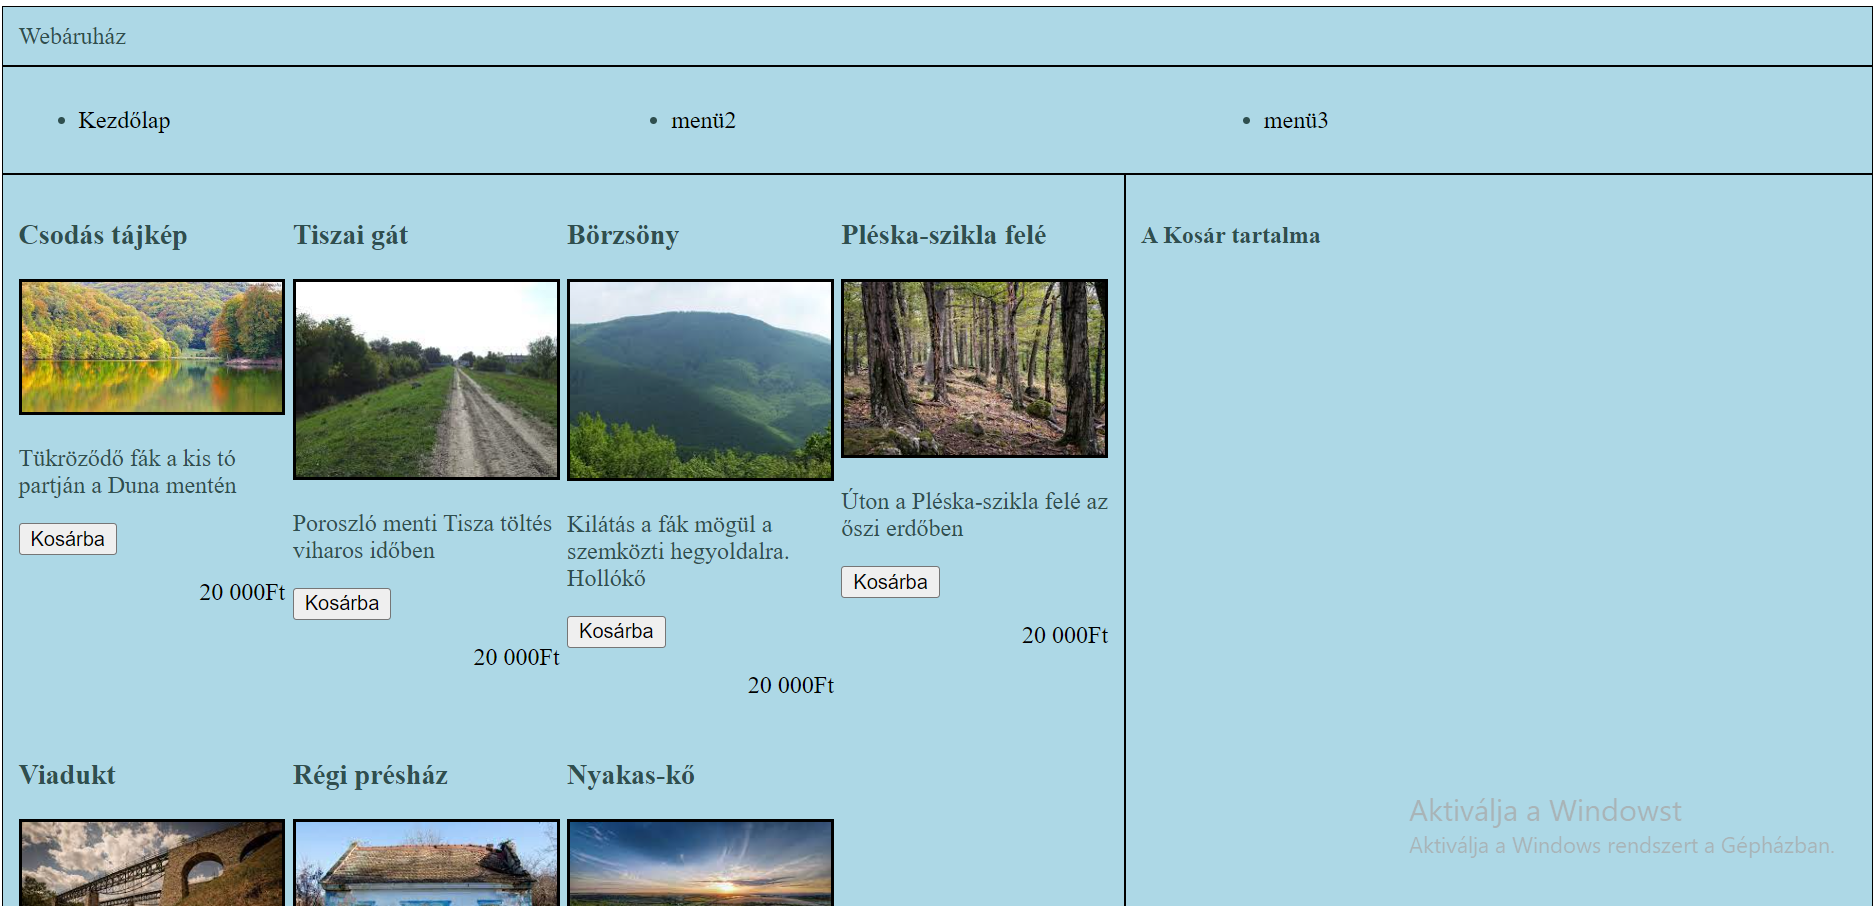 Webáruház
Kezdőlap
menü2
menü3
Csodás tájkép
Tükröződő fák a kis tó
partján a Duna mentén
Kosárba
20 000Ft
Tiszai gát
Poroszló menti Tisza töltés
viharos időben
Kosárba
20 000Ft
Börzsöny
Kilátás a fák mögül a
szemközti hegyoldalra.
Hollókő
Kosárba
20 000Ft
Pléska-szikla felé
Úton a Pléska-szikla felé az
őszi erdőben
Kosárba
20 000Ft
Viadukt
Régi présház
Nyakas-kő
A Kosár tartalma
Aktiválja a Windowst
Aktiválja a Windows rendszert a Gépházban.